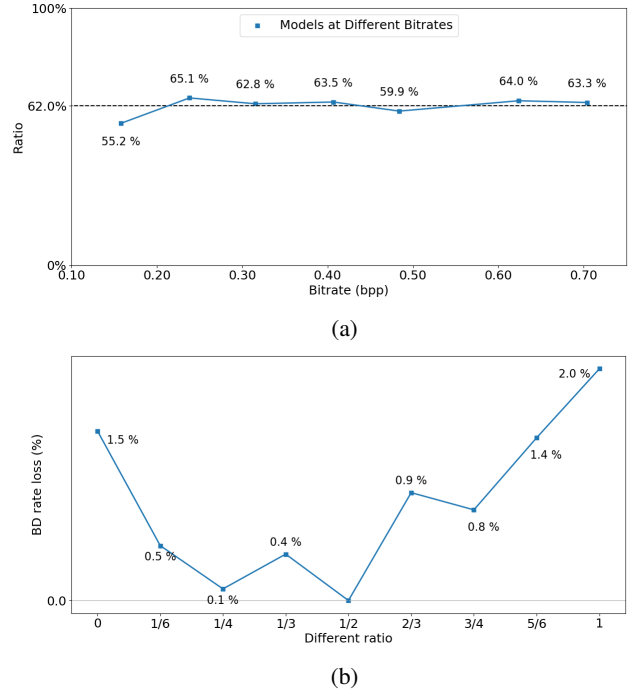 100%
Models at Different Bitrates
65.1 %
62.8 %
63.5 %
59.9 %
64.0 %
63.3 %
62.0%
55.2 %
Ratio
0%
0.10 0.20 0.30 0.40 0.50 0.60 0.70
Bitrate (bpp)
(a)
2.0 %
1.5 %
1.4 %
0.9 %
0.8 %
0.4 %
0.5 %
0.1 %
BD rate loss (%)
0.0
0 1/6 1/4 1/3 1/2 2/3 3/4 5/6 1
Different ratio
(b)